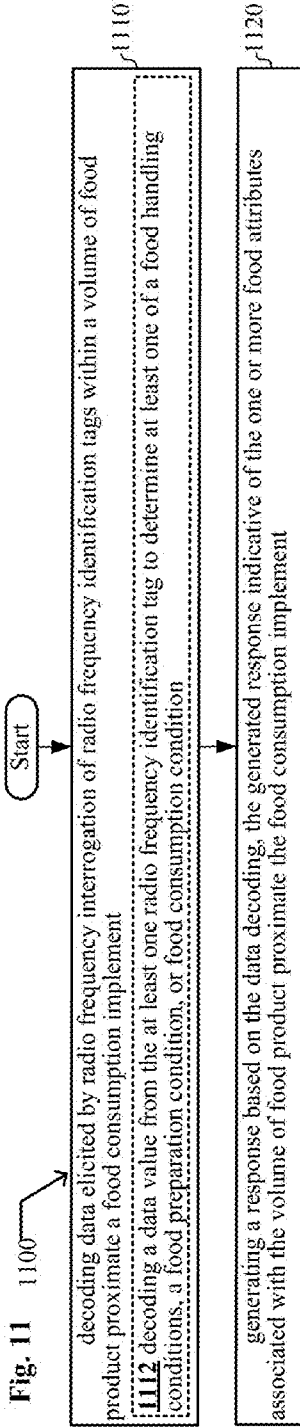 Fig. 11
1100
Start
decoding data elicited by radio frequency interrogation of radio frequency identification tags within a volume of food
product proximate a food consumption implement
1110
1112 decoding a data value from the at least one radio frequency identification tag to determine at least one of a food handling
conditions, a food preparation condition, or food consumption condition
generating a response based on the data decoding, the generated response indicative of the one or more food attributes
associated with the volume of food product proximate the food consumption implement
1120